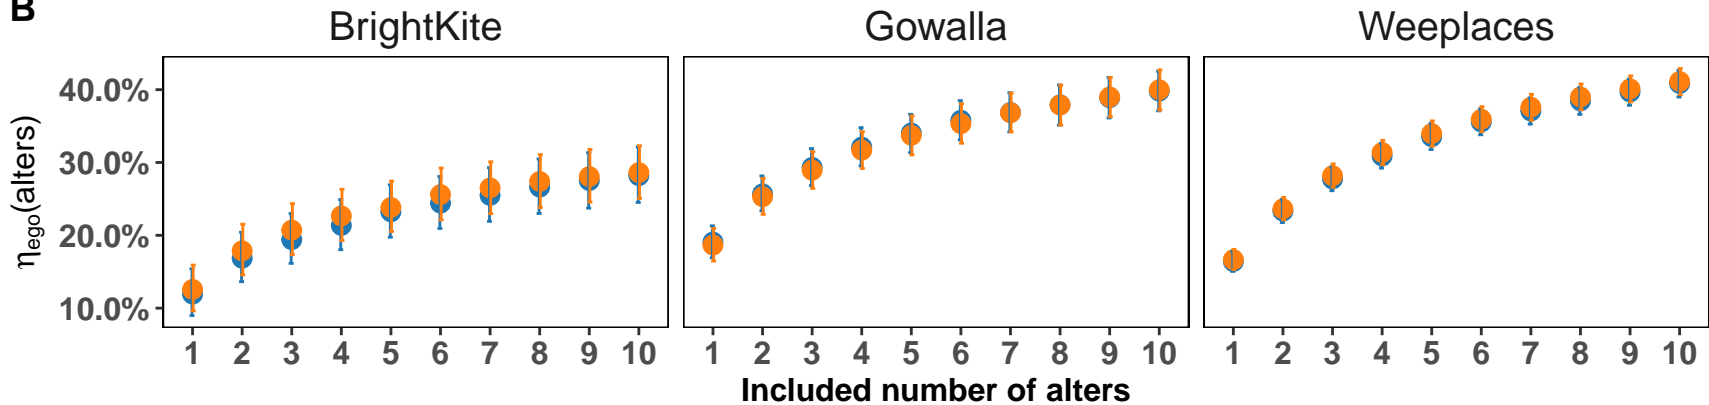 B
BrightKite Gowalla Weeplaces
ηego(alters)
40.0%
30.0%
20.0%
10.0%
1 2 3 4 5 6 7 8 9 10 1 2 3 4 5 6 7 8 9 10 1 2 3 4 5 6 7 8 9 10
Included number of alters